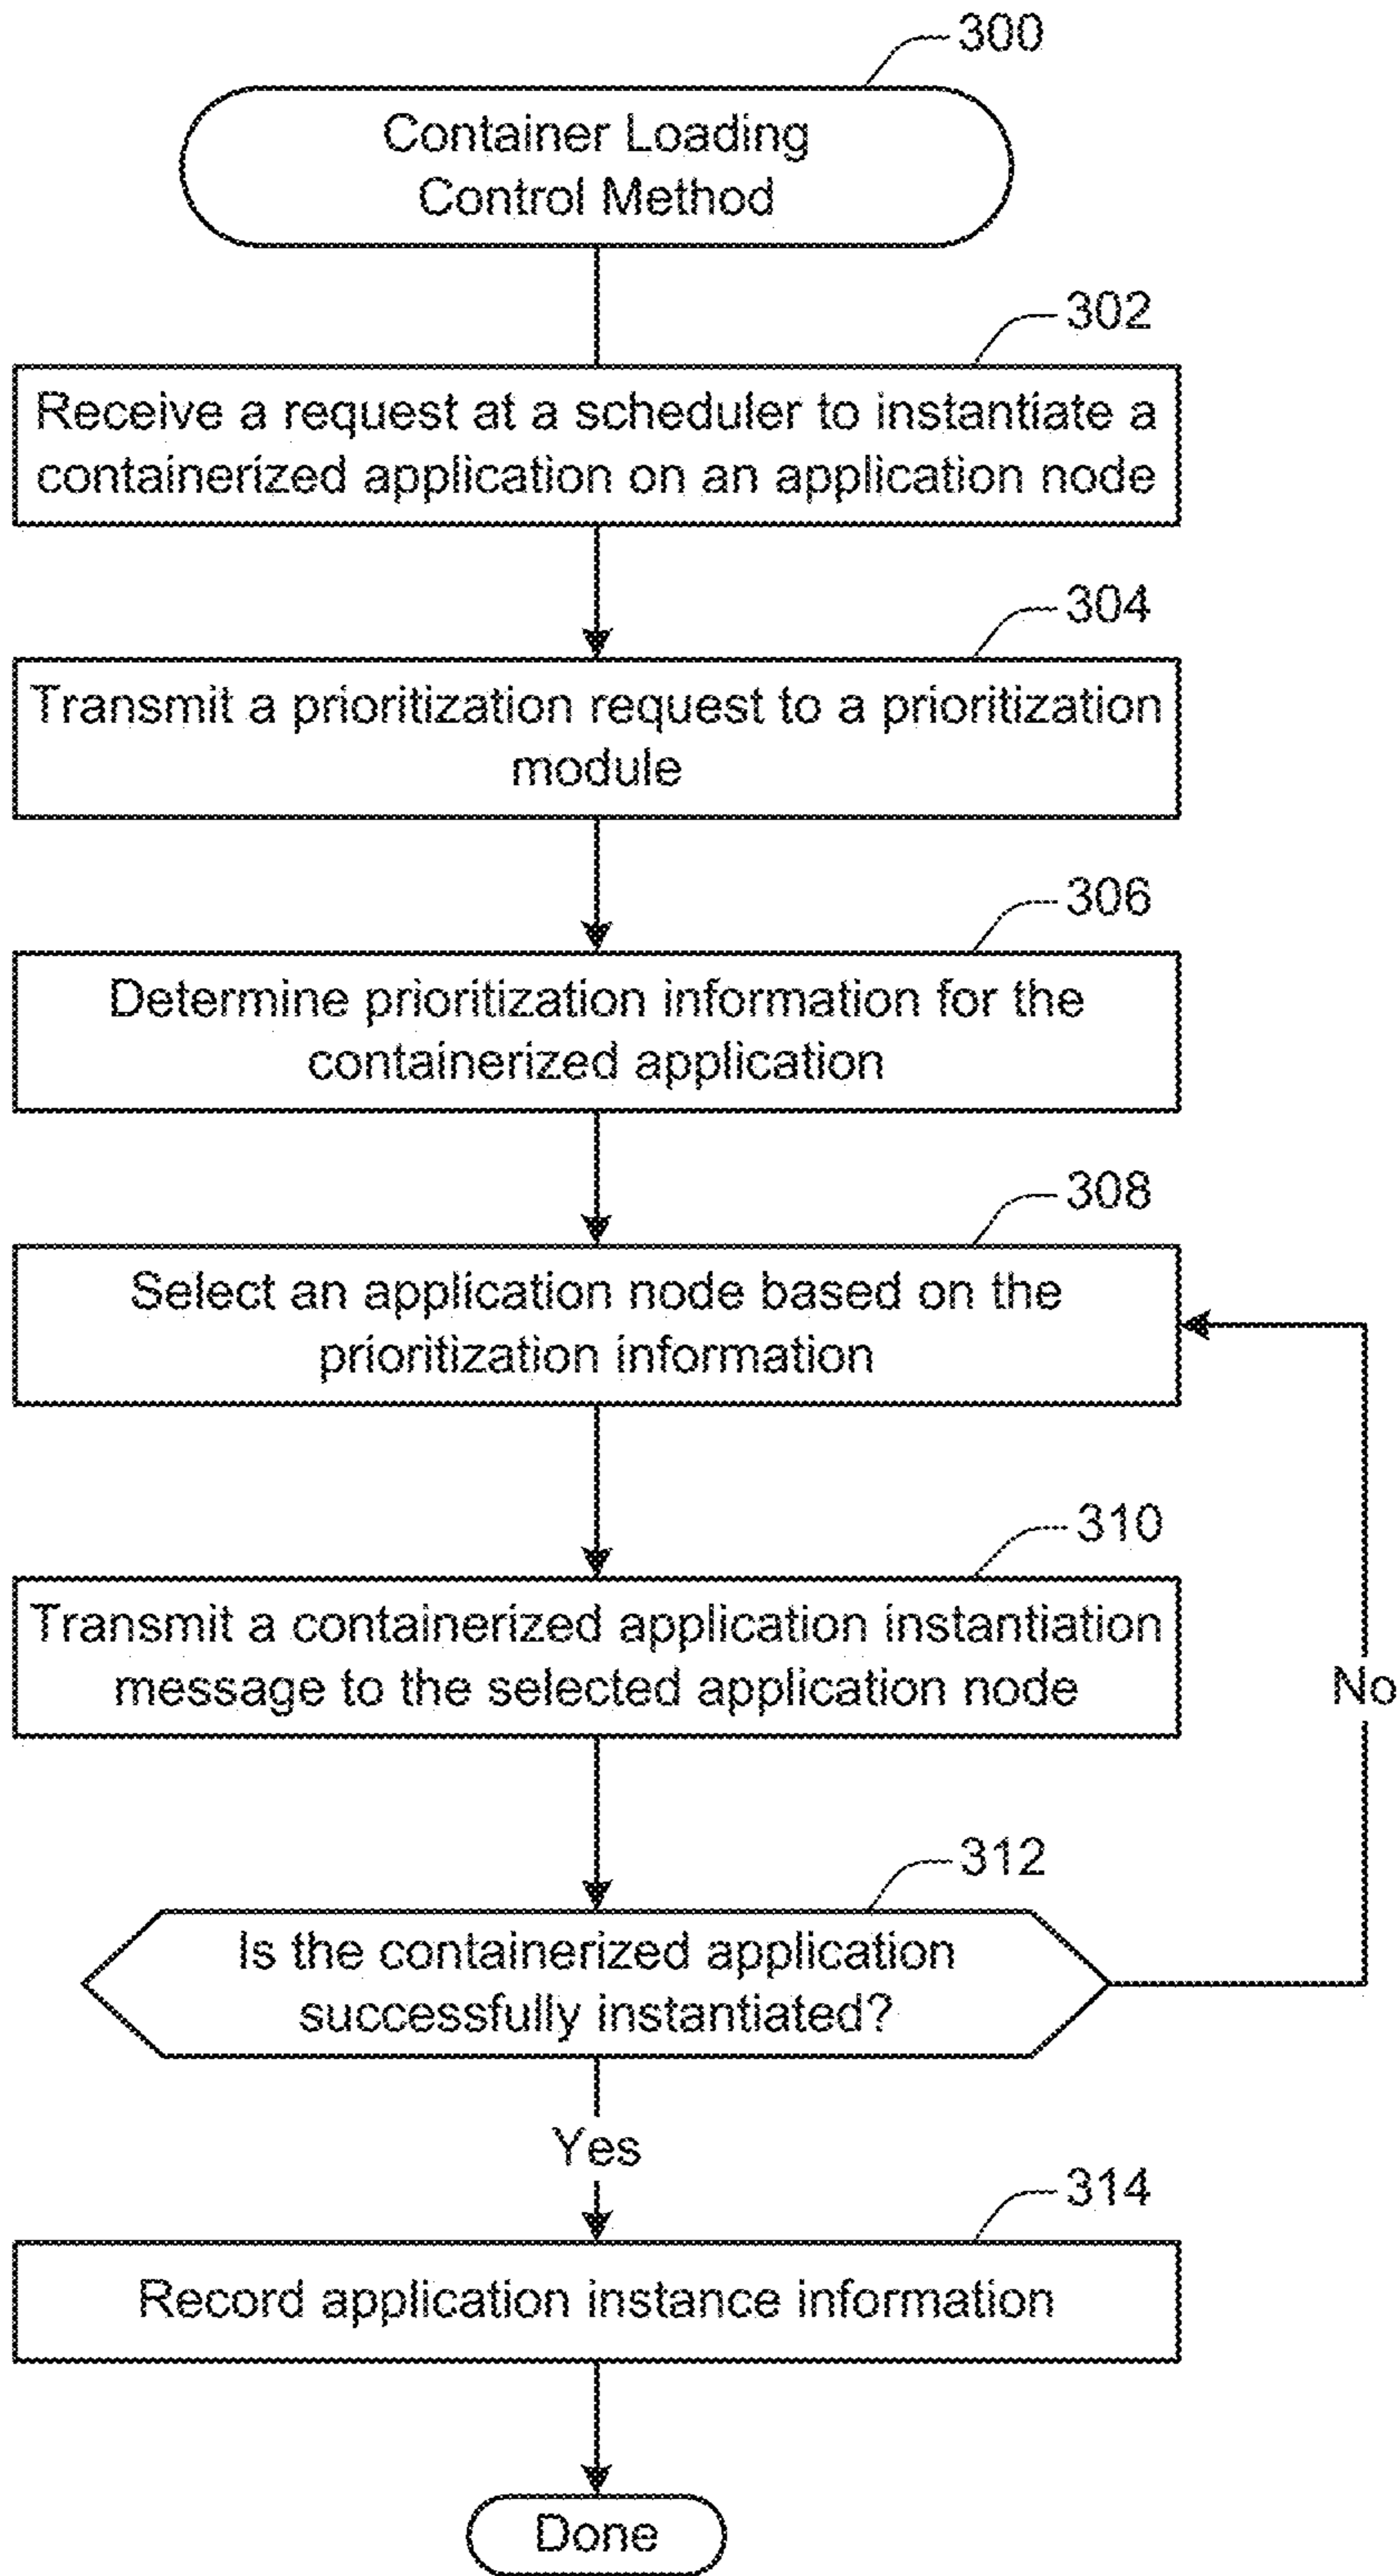 300
Container Loading
Control Method
302
Receive a request at a scheduler to instantiate a
containerized application on an application node
304
Transmit a prioritization request to a prioritization
module
306
Determine prioritization information for the
containerized application
308
Select an application node based on the
prioritization information
310
Transmit a containerized application instantiation
message to the selected application node
No
312
Is the containerized application
successfully instantiated?
Yes
314
Record application instance information
Done